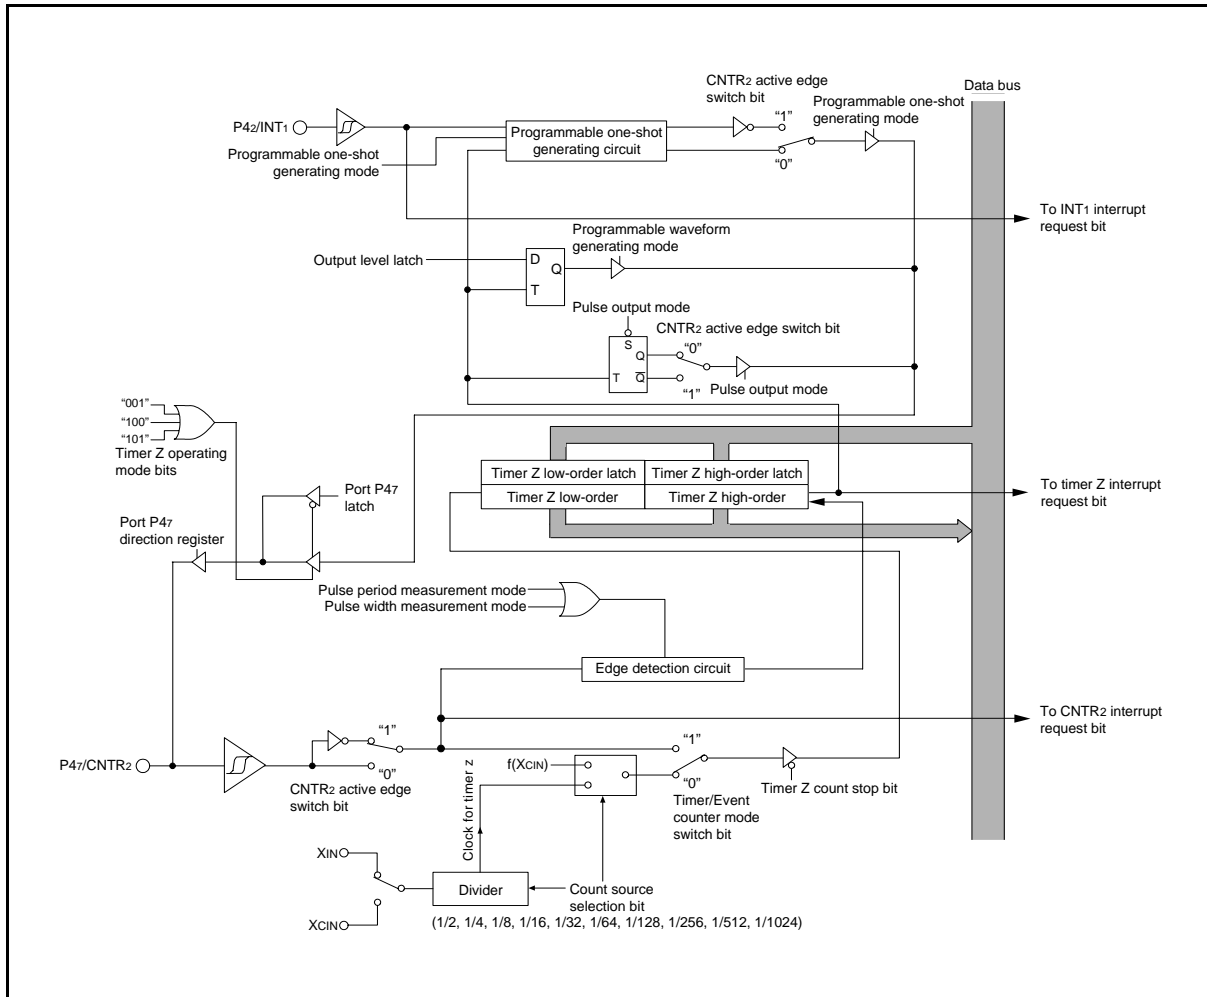 CNTR2 active edge
switch bit
Data bus
Programmable one-shot
generating mode
"1"
P42/INT1
Programmable one-shot
generating circuit
Programmable one-shot
generating mode
"0"
To INT1 interrupt
request bit
Programmable waveform
generating mode
Output level latch
D
Q
T
Pulse output mode
CNTR2 active edge switch bit
S
"0"
Q
T
Q
"1"
Pulse output mode
"001"
"100"
"101"
Timer Z operating
mode bits
Timer Z low-order latch
Timer Z high-order latch
Timer Z low-order
Timer Z high-order
To timer Z interrupt
request bit
Port P47
latch
Port P47
direction register
Pulse period measurement mode
Pulse width measurement mode
Edge detection circuit
To CNTR2 interrupt
request bit
"1"
P47/CNTR2
"0"
CNTR2 active edge
switch bit
Clock for timer z
f(XCIN)
"1"
"0"
Timer/Event
counter mode
switch bit
Timer Z count stop bit
XIN
Divider
Count source
selection bit
XCIN
(1/2, 1/4, 1/8, 1/16, 1/32, 1/64, 1/128, 1/256, 1/512, 1/1024)